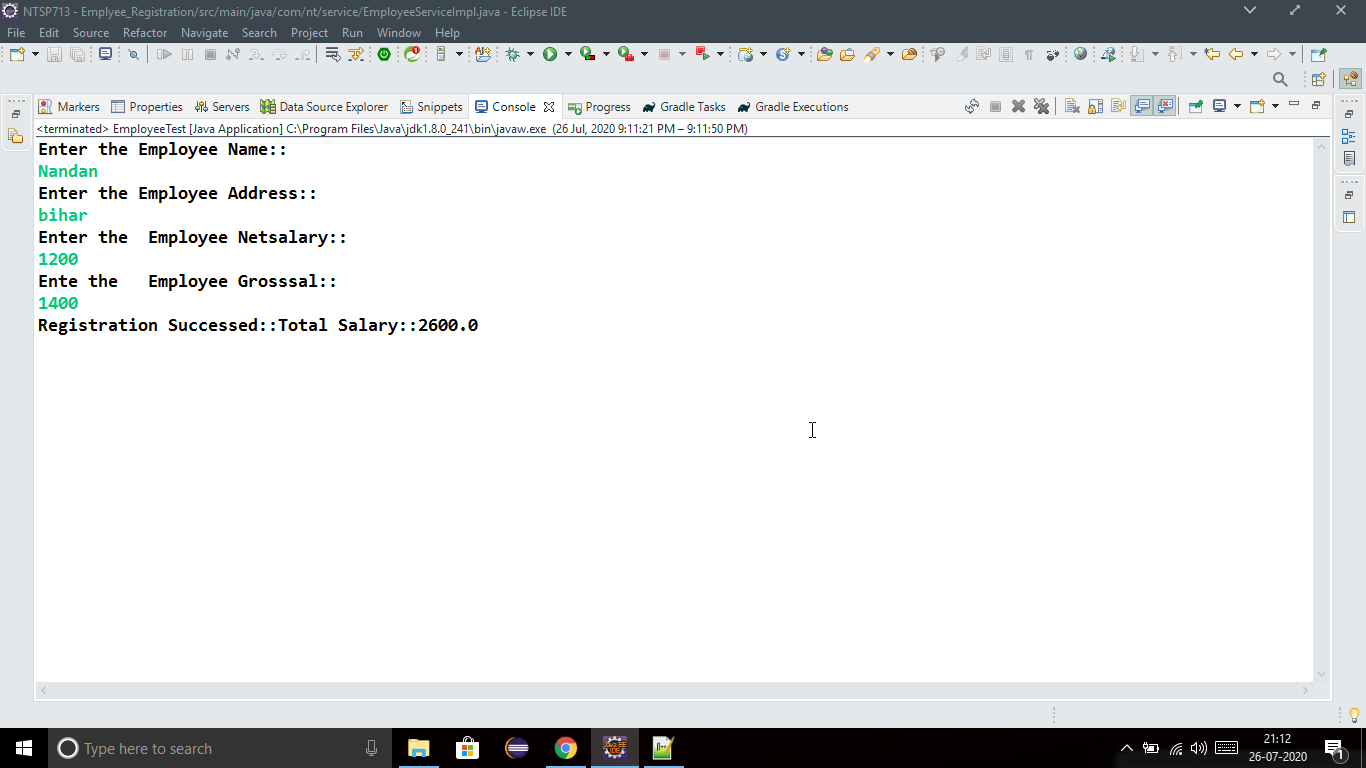 NTSP713 - Emplyee_Registration/src/main/java/com/nt/service/EmployeeServiceImpl.java - Eclipse IDE
File Edit Source Refactor Navigate Search Project Run Window Help
Markers Properties Servers Data Source Explorer Snippets Console Progress Gradle Tasks Gradle Executions
<terminated> EmployeeTest [Java Application] C:\Program Files\Java\jdk1.8.0_241\bin\javaw.exe (26 Jul, 2020 9:11:21 PM – 9:11:50 PM)
Enter the Employee Name::
Nandan
Enter the Employee Address::
bihar
Enter the  Employee Netsalary::
1200
Ente the   Employee Grosssal::
1400
Registration Successed::Total Salary::2600.0
Type here to search
21:12
26-07-2020
1